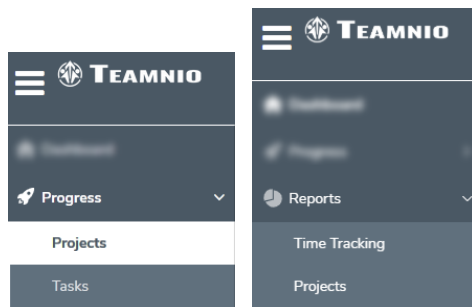 TEAMNIO
Progress
Projects
Tasks
TEAMNIO
Reports
Time Tracking
Projects